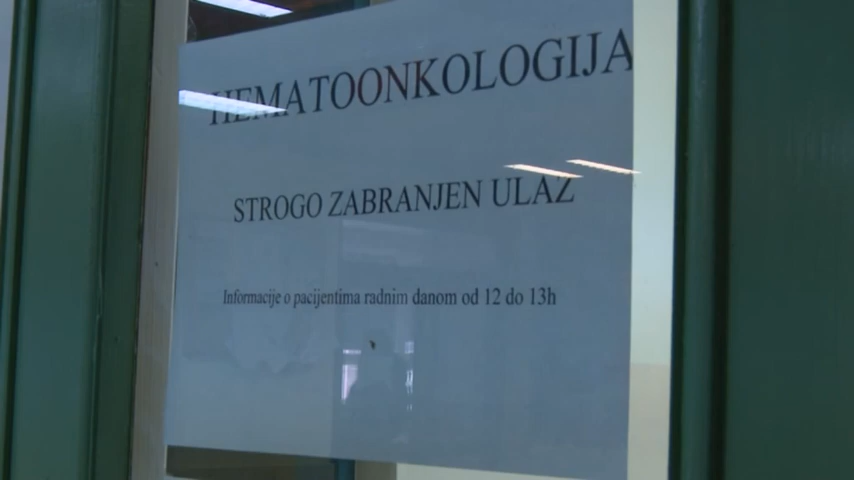 HEMATOONKOLOGIJA
STROGO ZABRANJEN ULAZ
Informacije o pacijentima radnim danom od 12 do 13h